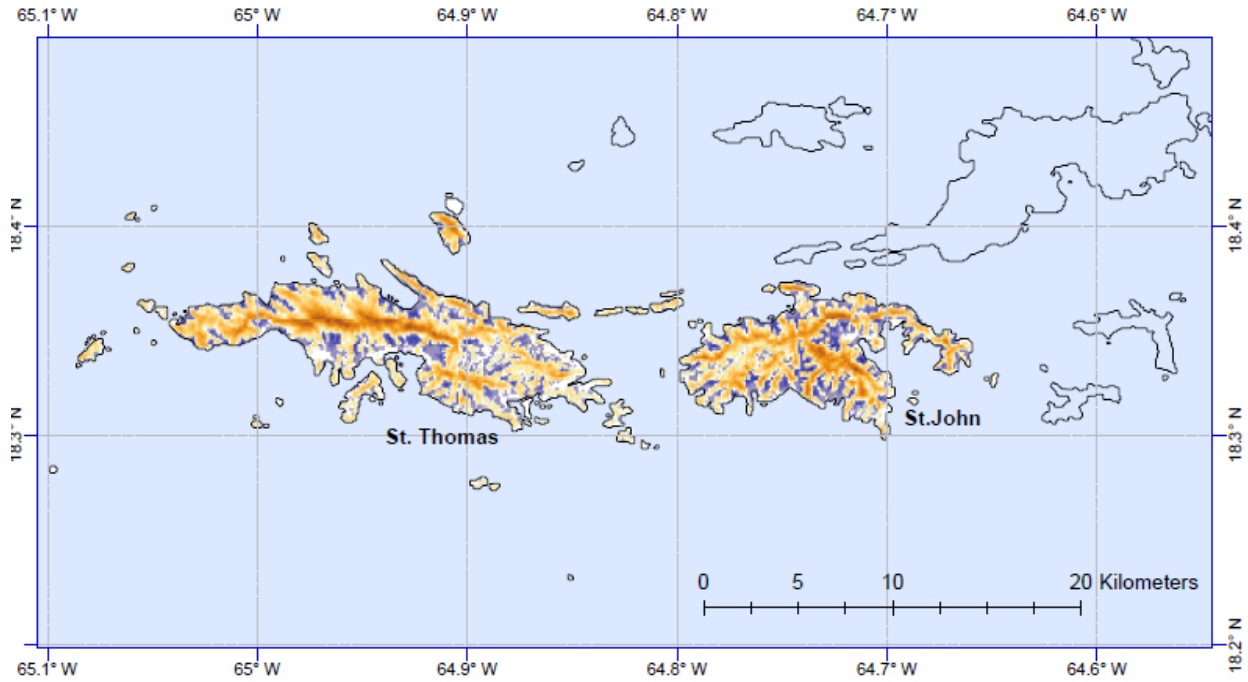 65.1° W 65° W 64.9° W 64.8° W 64.7° W 64.6° W
18.4° N 18.4° N
18.3° N 18.3° N
St. Thomas
St.John
0 5 10 20 Kilometers
18.2° N
65.1° W 65° W 64.9° W 64.8° W 64.7° W 64.6° W